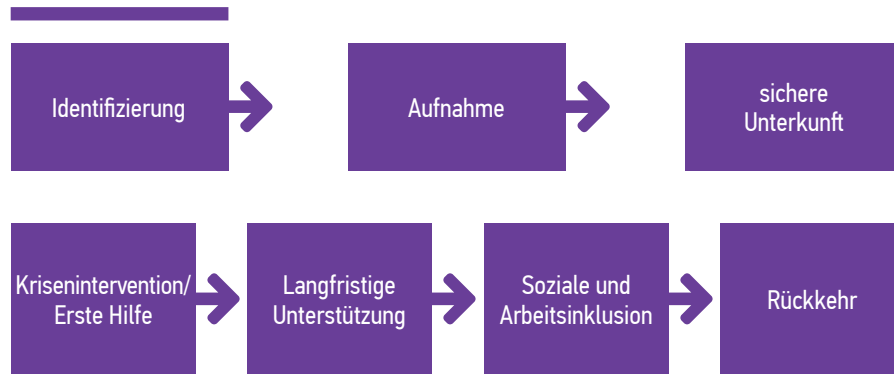 Identifizierung
Aufnahme
sichere
Unterkunft
Krisenintervention/
Erste Hilfe
Langfristige
Unterstützung
Soziale und
Arbeitsinklusion
Rückkehr